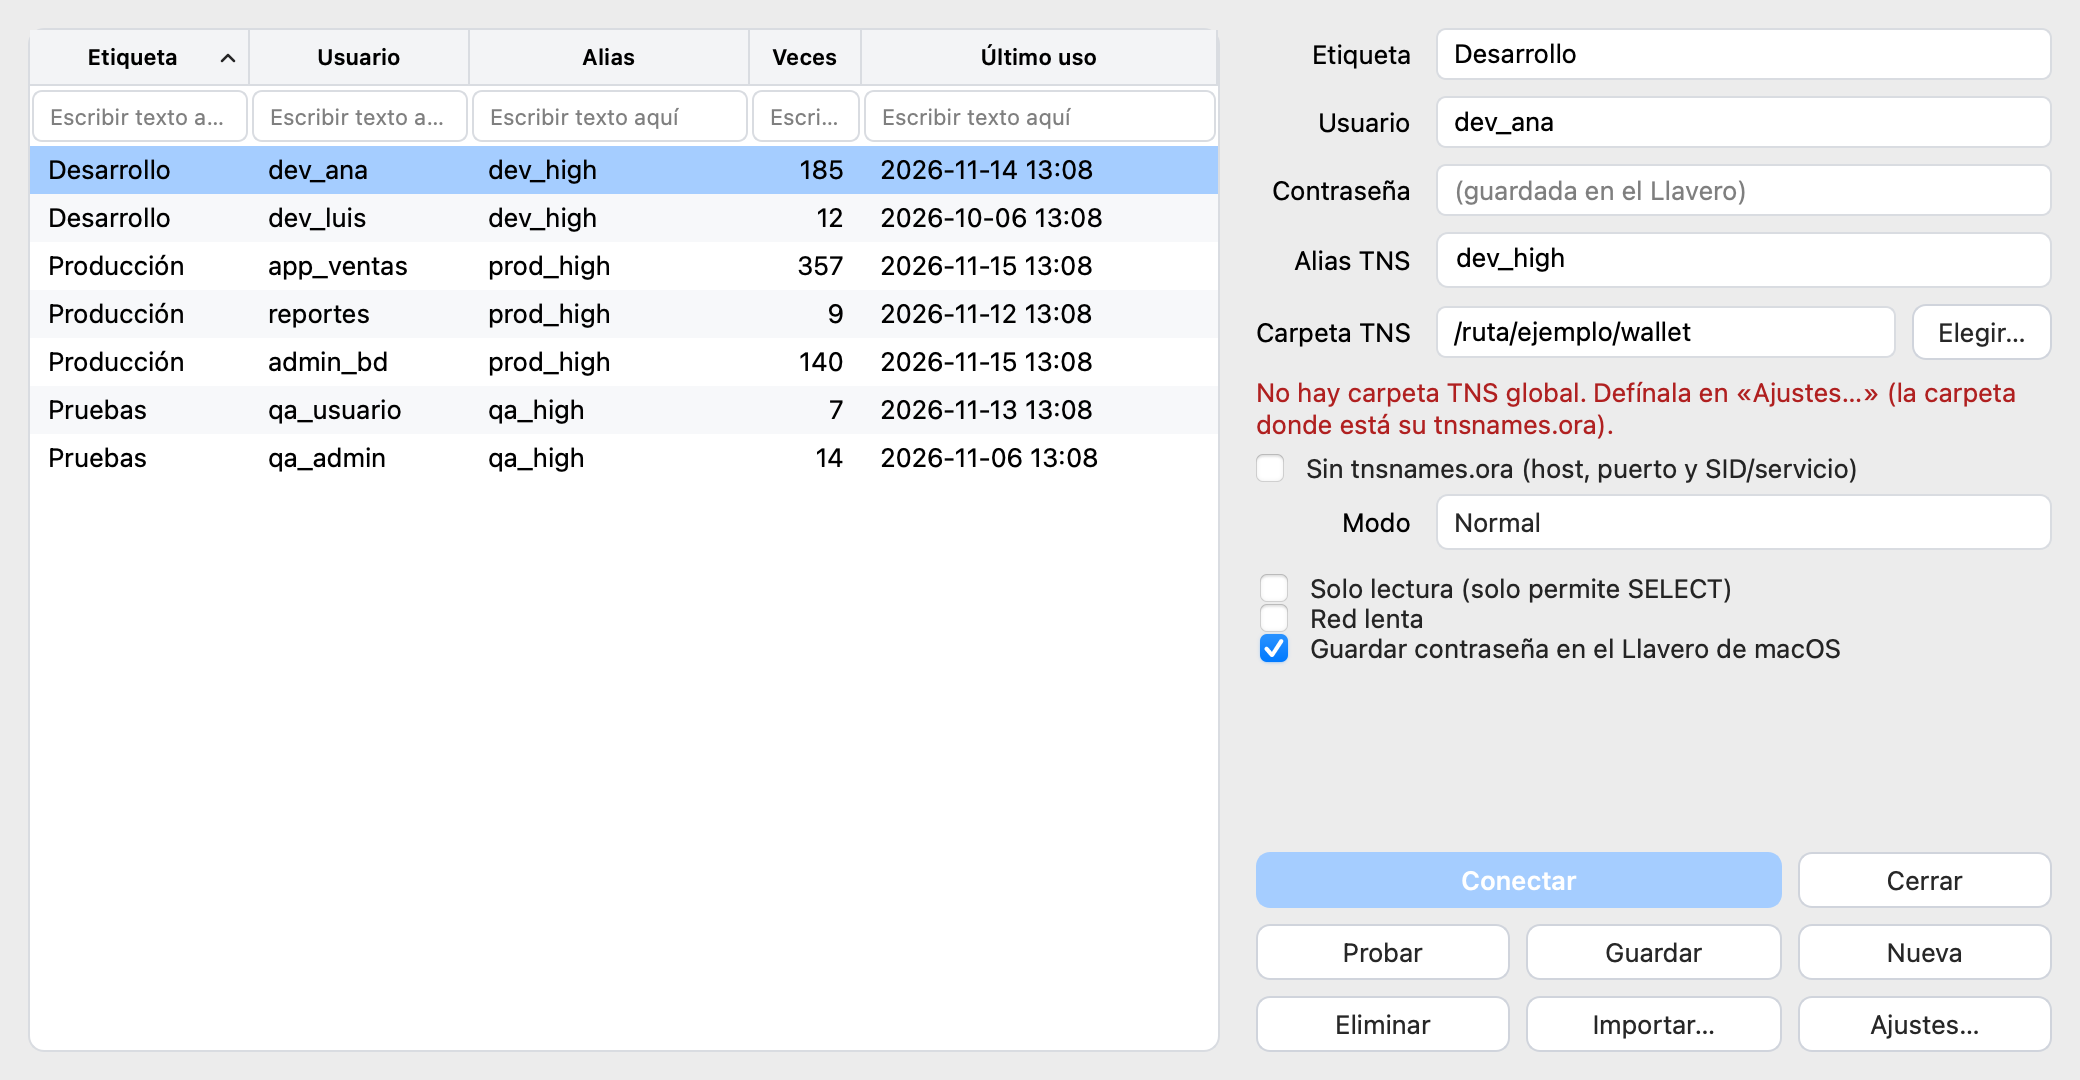 Etiqueta Usuario Alias Veces Último uso
Escribir texto a... Escribir texto a... Escribir texto aquí Escri... Escribir texto aquí
Desarrollo dev_ana dev_high 185 2026-11-14 13:08
Desarrollo dev_luis dev_high 12 2026-10-06 13:08
Producción app_ventas prod_high 357 2026-11-15 13:08
Producción reportes prod_high 9 2026-11-12 13:08
Producción admin_bd prod_high 140 2026-11-15 13:08
Pruebas qa_usuario qa_high 7 2026-11-13 13:08
Pruebas qa_admin qa_high 14 2026-11-06 13:08
Etiqueta Desarrollo
Usuario dev_ana
Contraseña (guardada en el Llavero)
Alias TNS dev_high
Carpeta TNS /ruta/ejemplo/wallet Elegir...
No hay carpeta TNS global. Defínala en «Ajustes...» (la carpeta
donde está su tnsnames.ora).
Sin tnsnames.ora (host, puerto y SID/servicio)
Modo Normal
Solo lectura (solo permite SELECT)
Red lenta
Guardar contraseña en el Llavero de macOS
Conectar Cerrar
Probar Guardar Nueva
Eliminar Importar... Ajustes...